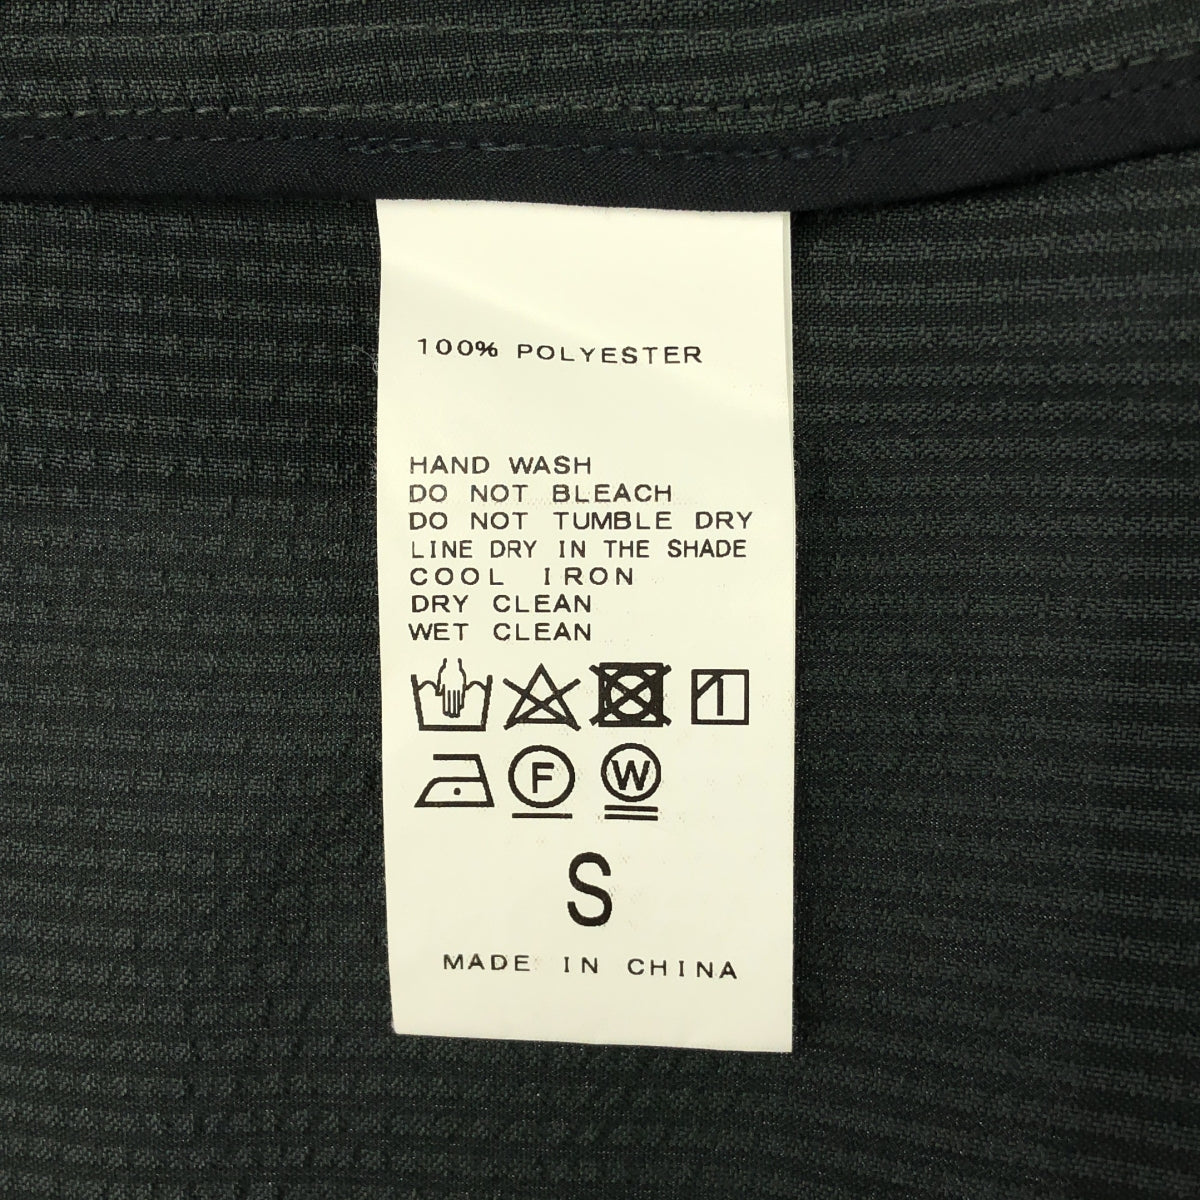 100% POLYESTER
HAND WASH
DO NOT BLEACH
DO NOT TUMBLE DRY
LINE DRY IN THE SHADE
COOL IRON
DRY CLEAN
WET CLEAN
F W
S
MADE IN CHINA